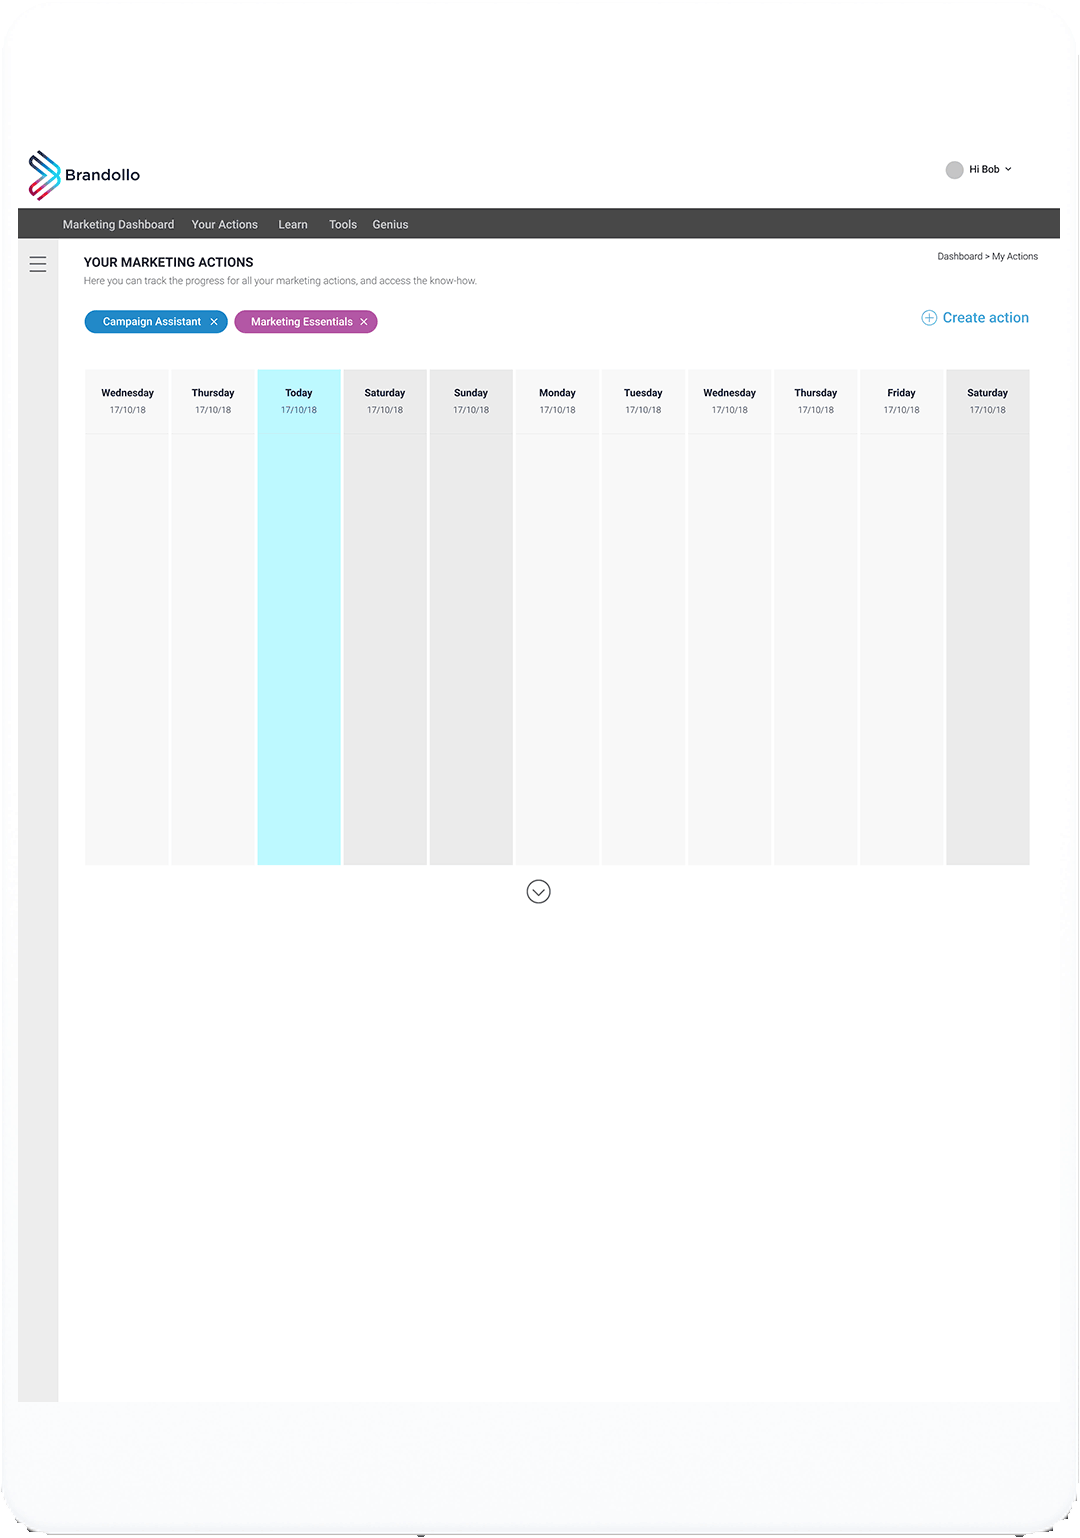 Brandollo
Hi Bob
Marketing Dashboard Your Actions Learn Tools Genius
YOUR MARKETING ACTIONS
Dashboard > My Actions
Here you can track the progress for all your marketing actions, and access the know-how.
Campaign Assistant × Marketing Essentials ×
Create action
Wednesday Thursday Today Saturday Sunday Monday Tuesday Wednesday Thursday Friday Saturday
17/10/18 17/10/18 17/10/18 17/10/18 17/10/18 17/10/18 17/10/18 17/10/18 17/10/18 17/10/18 17/10/18